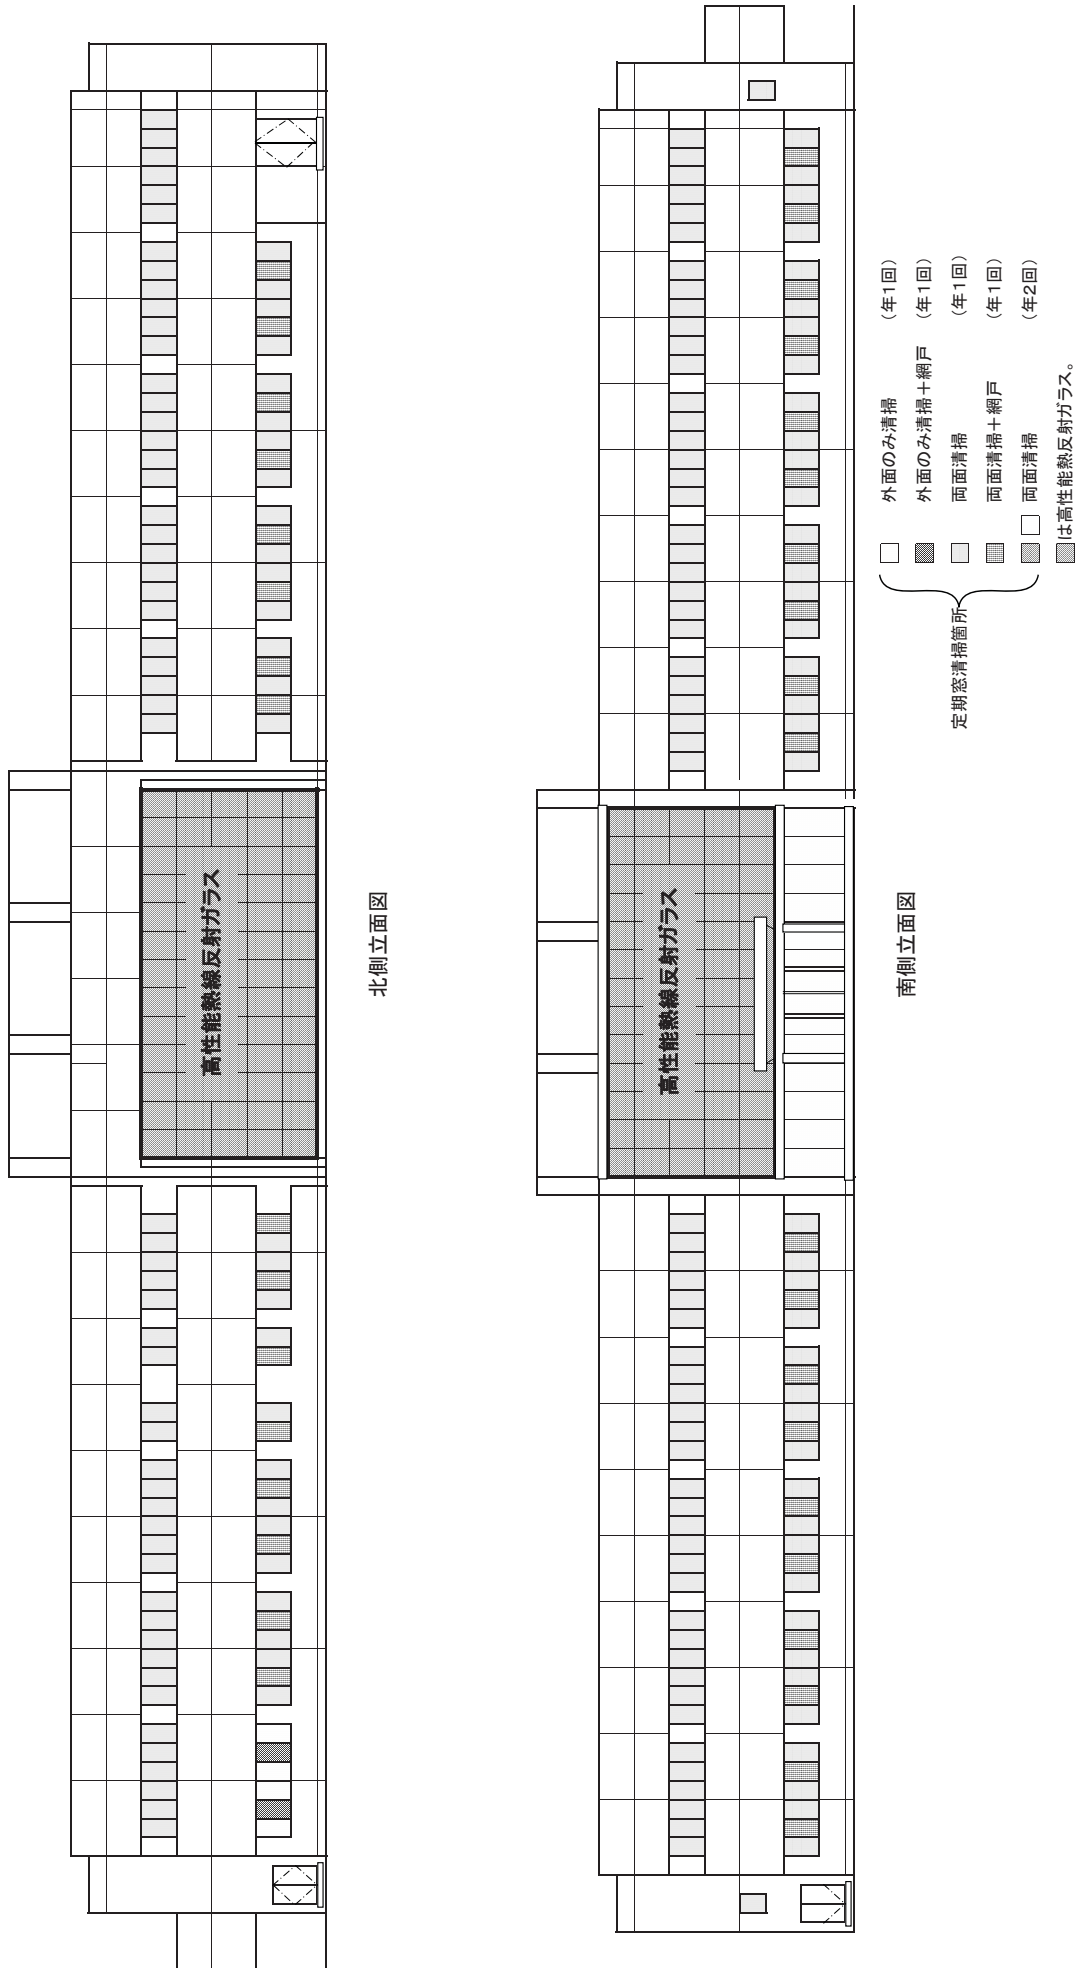 高性能熱線反射ガラス
北側立面図
高性能熱線反射ガラス
南側立面図
定期窓清掃箇所
外面のみ清掃 （年1回）
外面のみ清掃＋網戸 （年1回）
両面清掃 （年1回）
両面清掃＋網戸 （年1回）
両面清掃 （年2回）
は高性能熱反射ガラス。